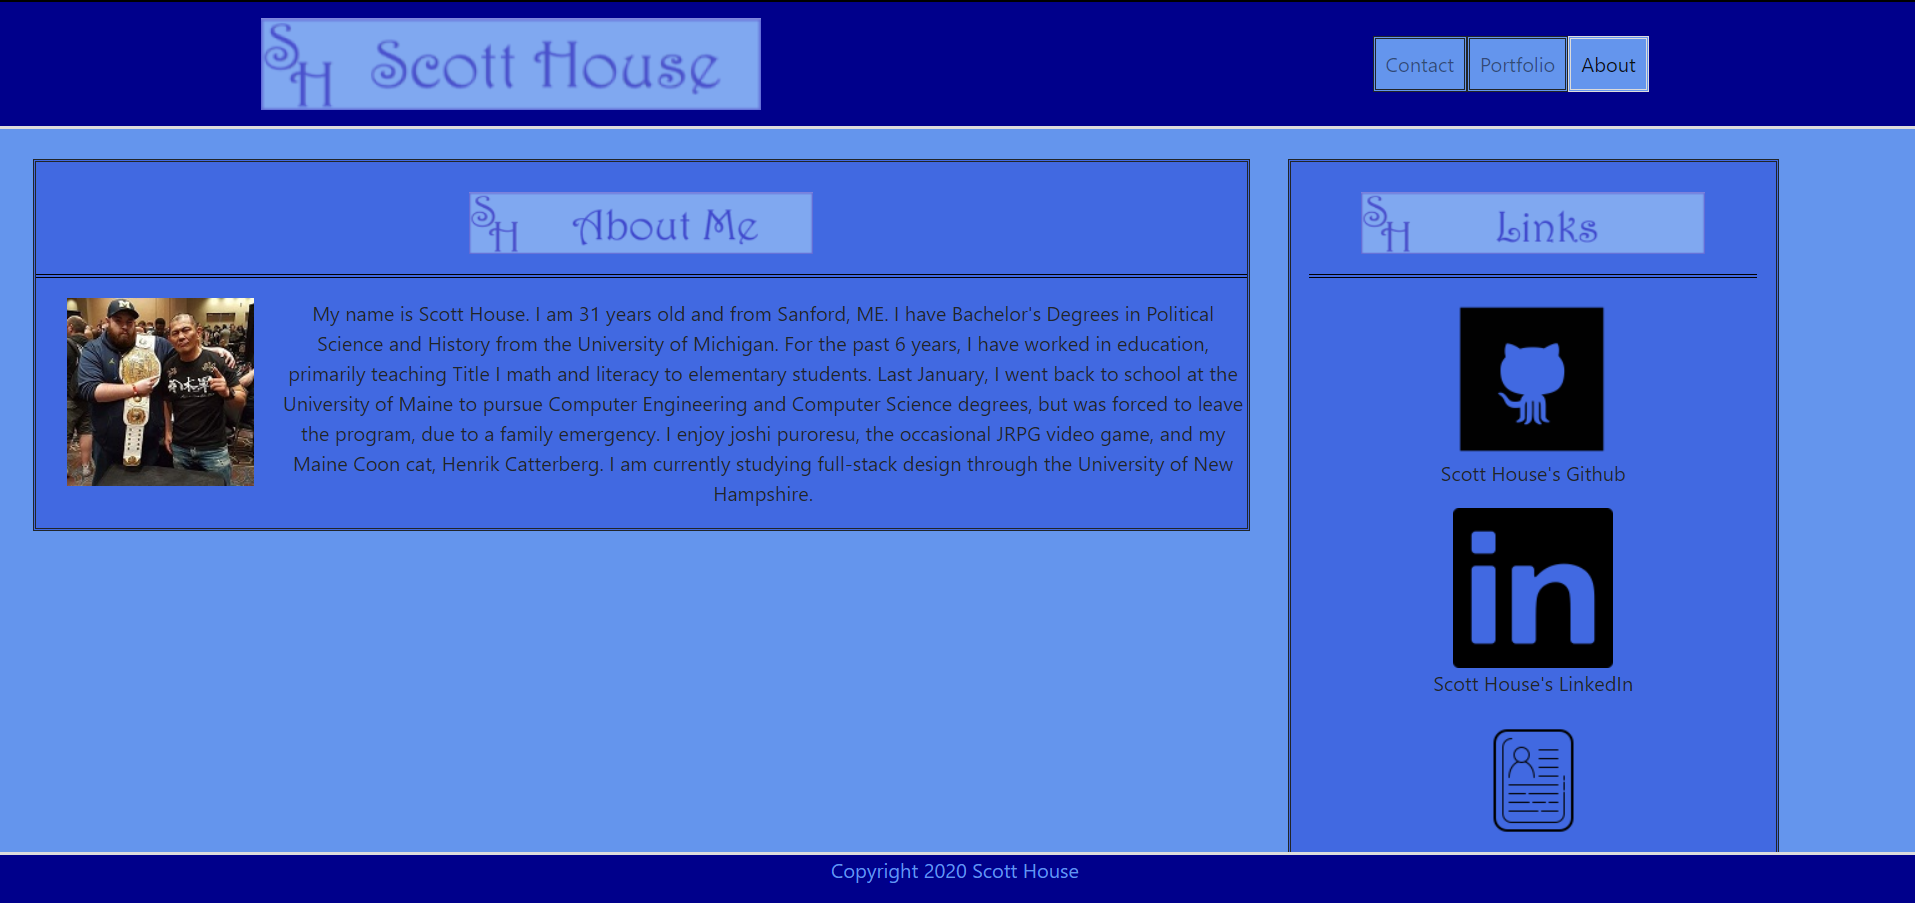 SH Scott House
Contact Portfolio About
SH About Me
My name is Scott House. I am 31 years old and from Sanford, ME. I have Bachelor's Degrees in Political
Science and History from the University of Michigan. For the past 6 years, I have worked in education,
primarily teaching Title I math and literacy to elementary students. Last January, I went back to school at the
University of Maine to pursue Computer Engineering and Computer Science degrees, but was forced to leave
the program, due to a family emergency. I enjoy joshi puroresu, the occasional JRPG video game, and my
Maine Coon cat, Henrik Catterberg. I am currently studying full-stack design through the University of New
Hampshire.
SH Links
Scott House's Github
in
Scott House's LinkedIn
Copyright 2020 Scott House